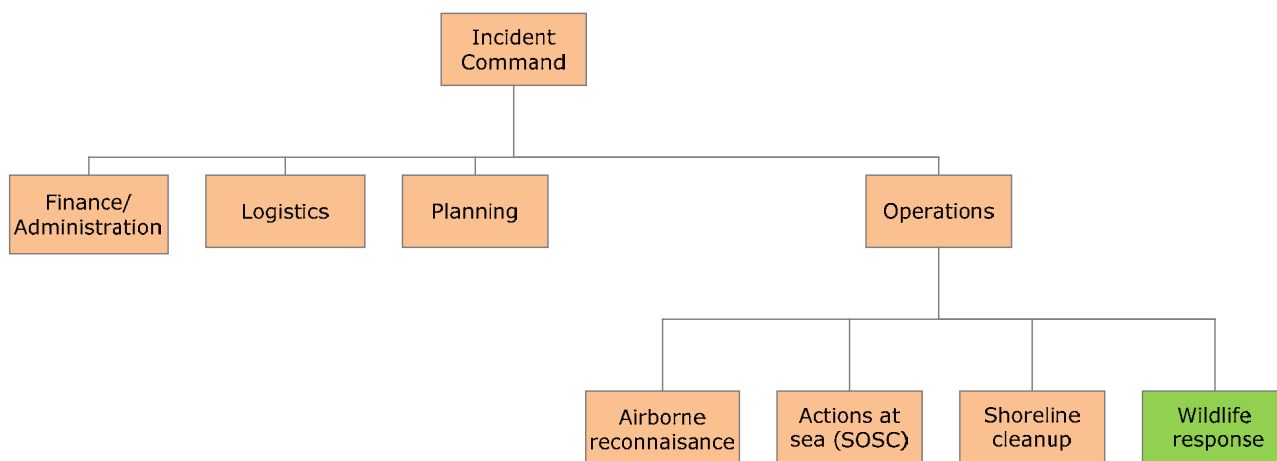 Incident
Command
Finance/
Administration
Logistics
Planning
Operations
Airborne
reconnaisance
Actions at
sea (SOSC)
Shoreline
cleanup
Wildlife
response